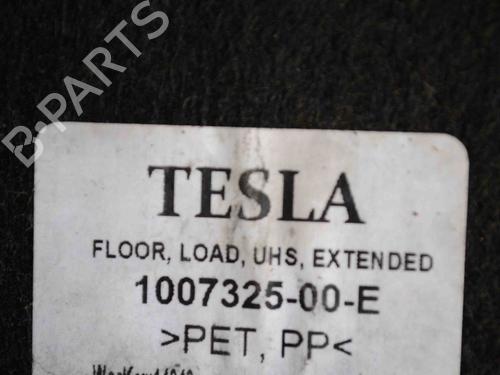 B-PARTS
TESLA
FLOOR, LOAD, UHS, EXTENDED
1007325-00-E
>PET, PP<